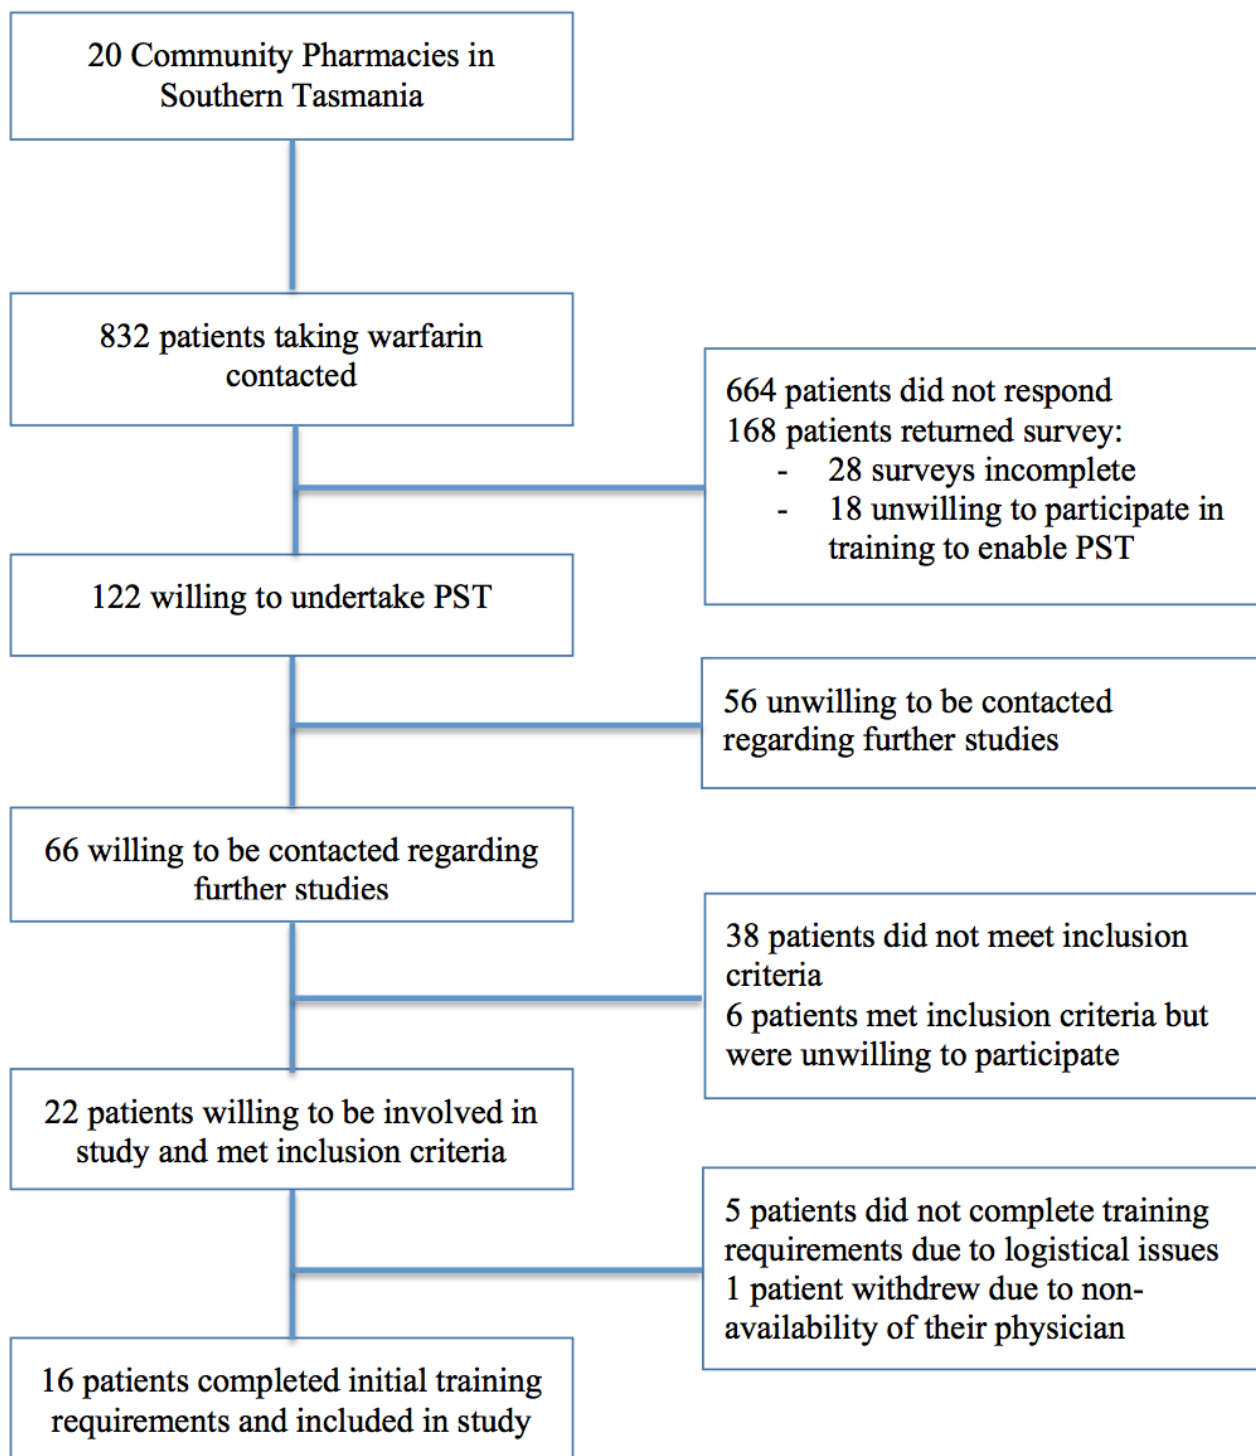 20 Community Pharmacies in
Southern Tasmania
832 patients taking warfarin
contacted
664 patients did not respond
168 patients returned survey:
- 28 surveys incomplete
- 18 unwilling to participate in
training to enable PST
122 willing to undertake PST
56 unwilling to be contacted
regarding further studies
66 willing to be contacted regarding
further studies
38 patients did not meet inclusion
criteria
6 patients met inclusion criteria but
were unwilling to participate
22 patients willing to be involved in
study and met inclusion criteria
5 patients did not complete training
requirements due to logistical issues
1 patient withdrew due to non-
availability of their physician
16 patients completed initial training
requirements and included in study